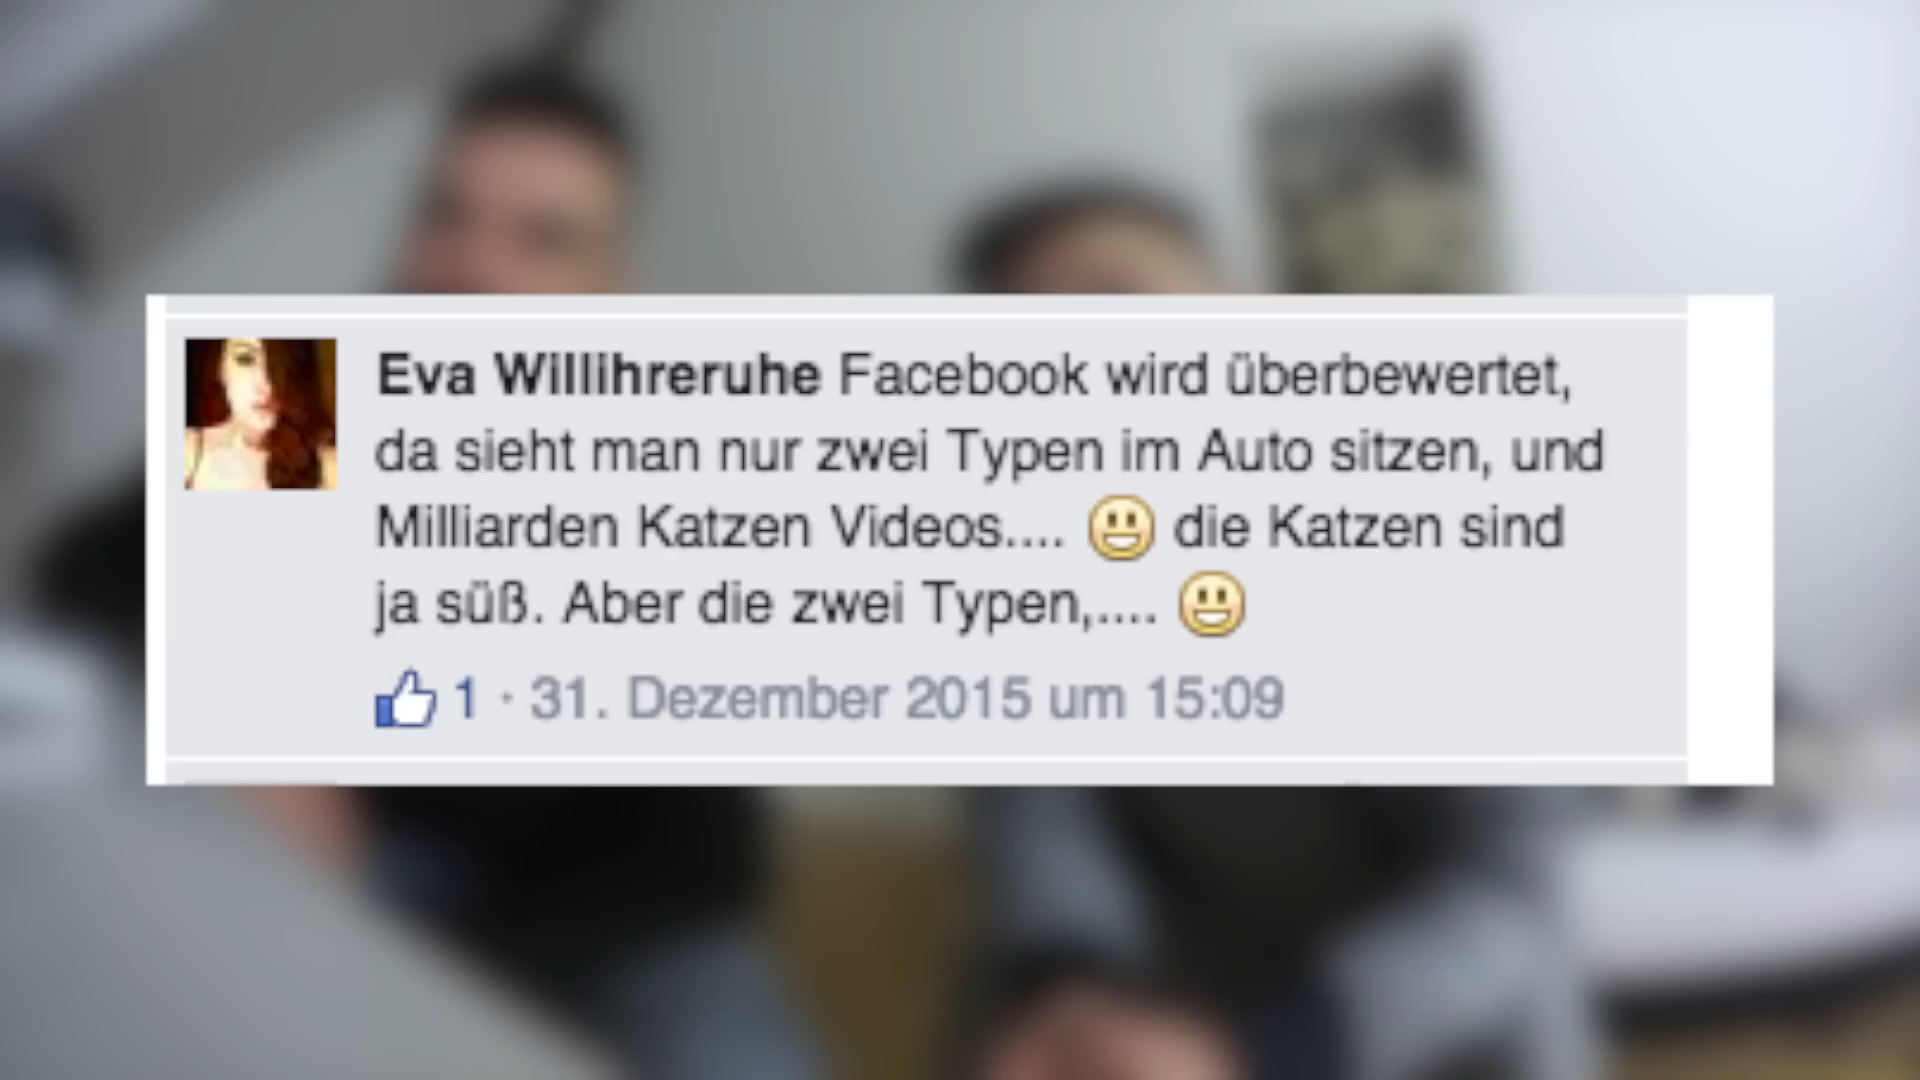 Eva Willihreruhe Facebook wird überbewertet,
da sieht man nur zwei Typen im Auto sitzen, und
Milliarden Katzen Videos.... 😃 die Katzen sind
ja süß. Aber die zwei Typen,.... 😃
1 · 31. Dezember 2015 um 15:09